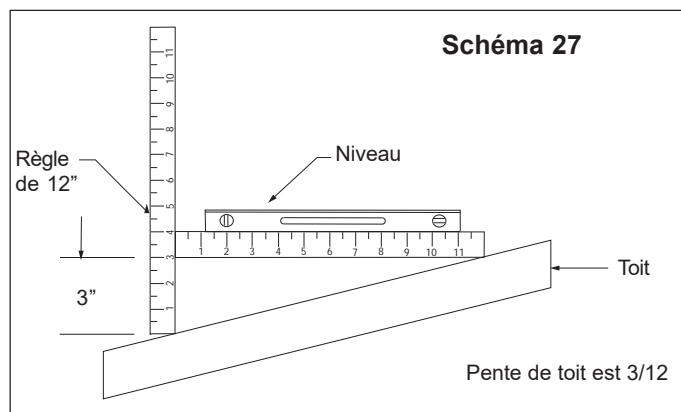 Schéma 27
11
10
9
8
7
6
5
4
3
2
1
Règle
de 12”
Niveau
1 2 3 4 5 6 7 8 9 10 11
3”
Toit
Pente de toit est 3/12